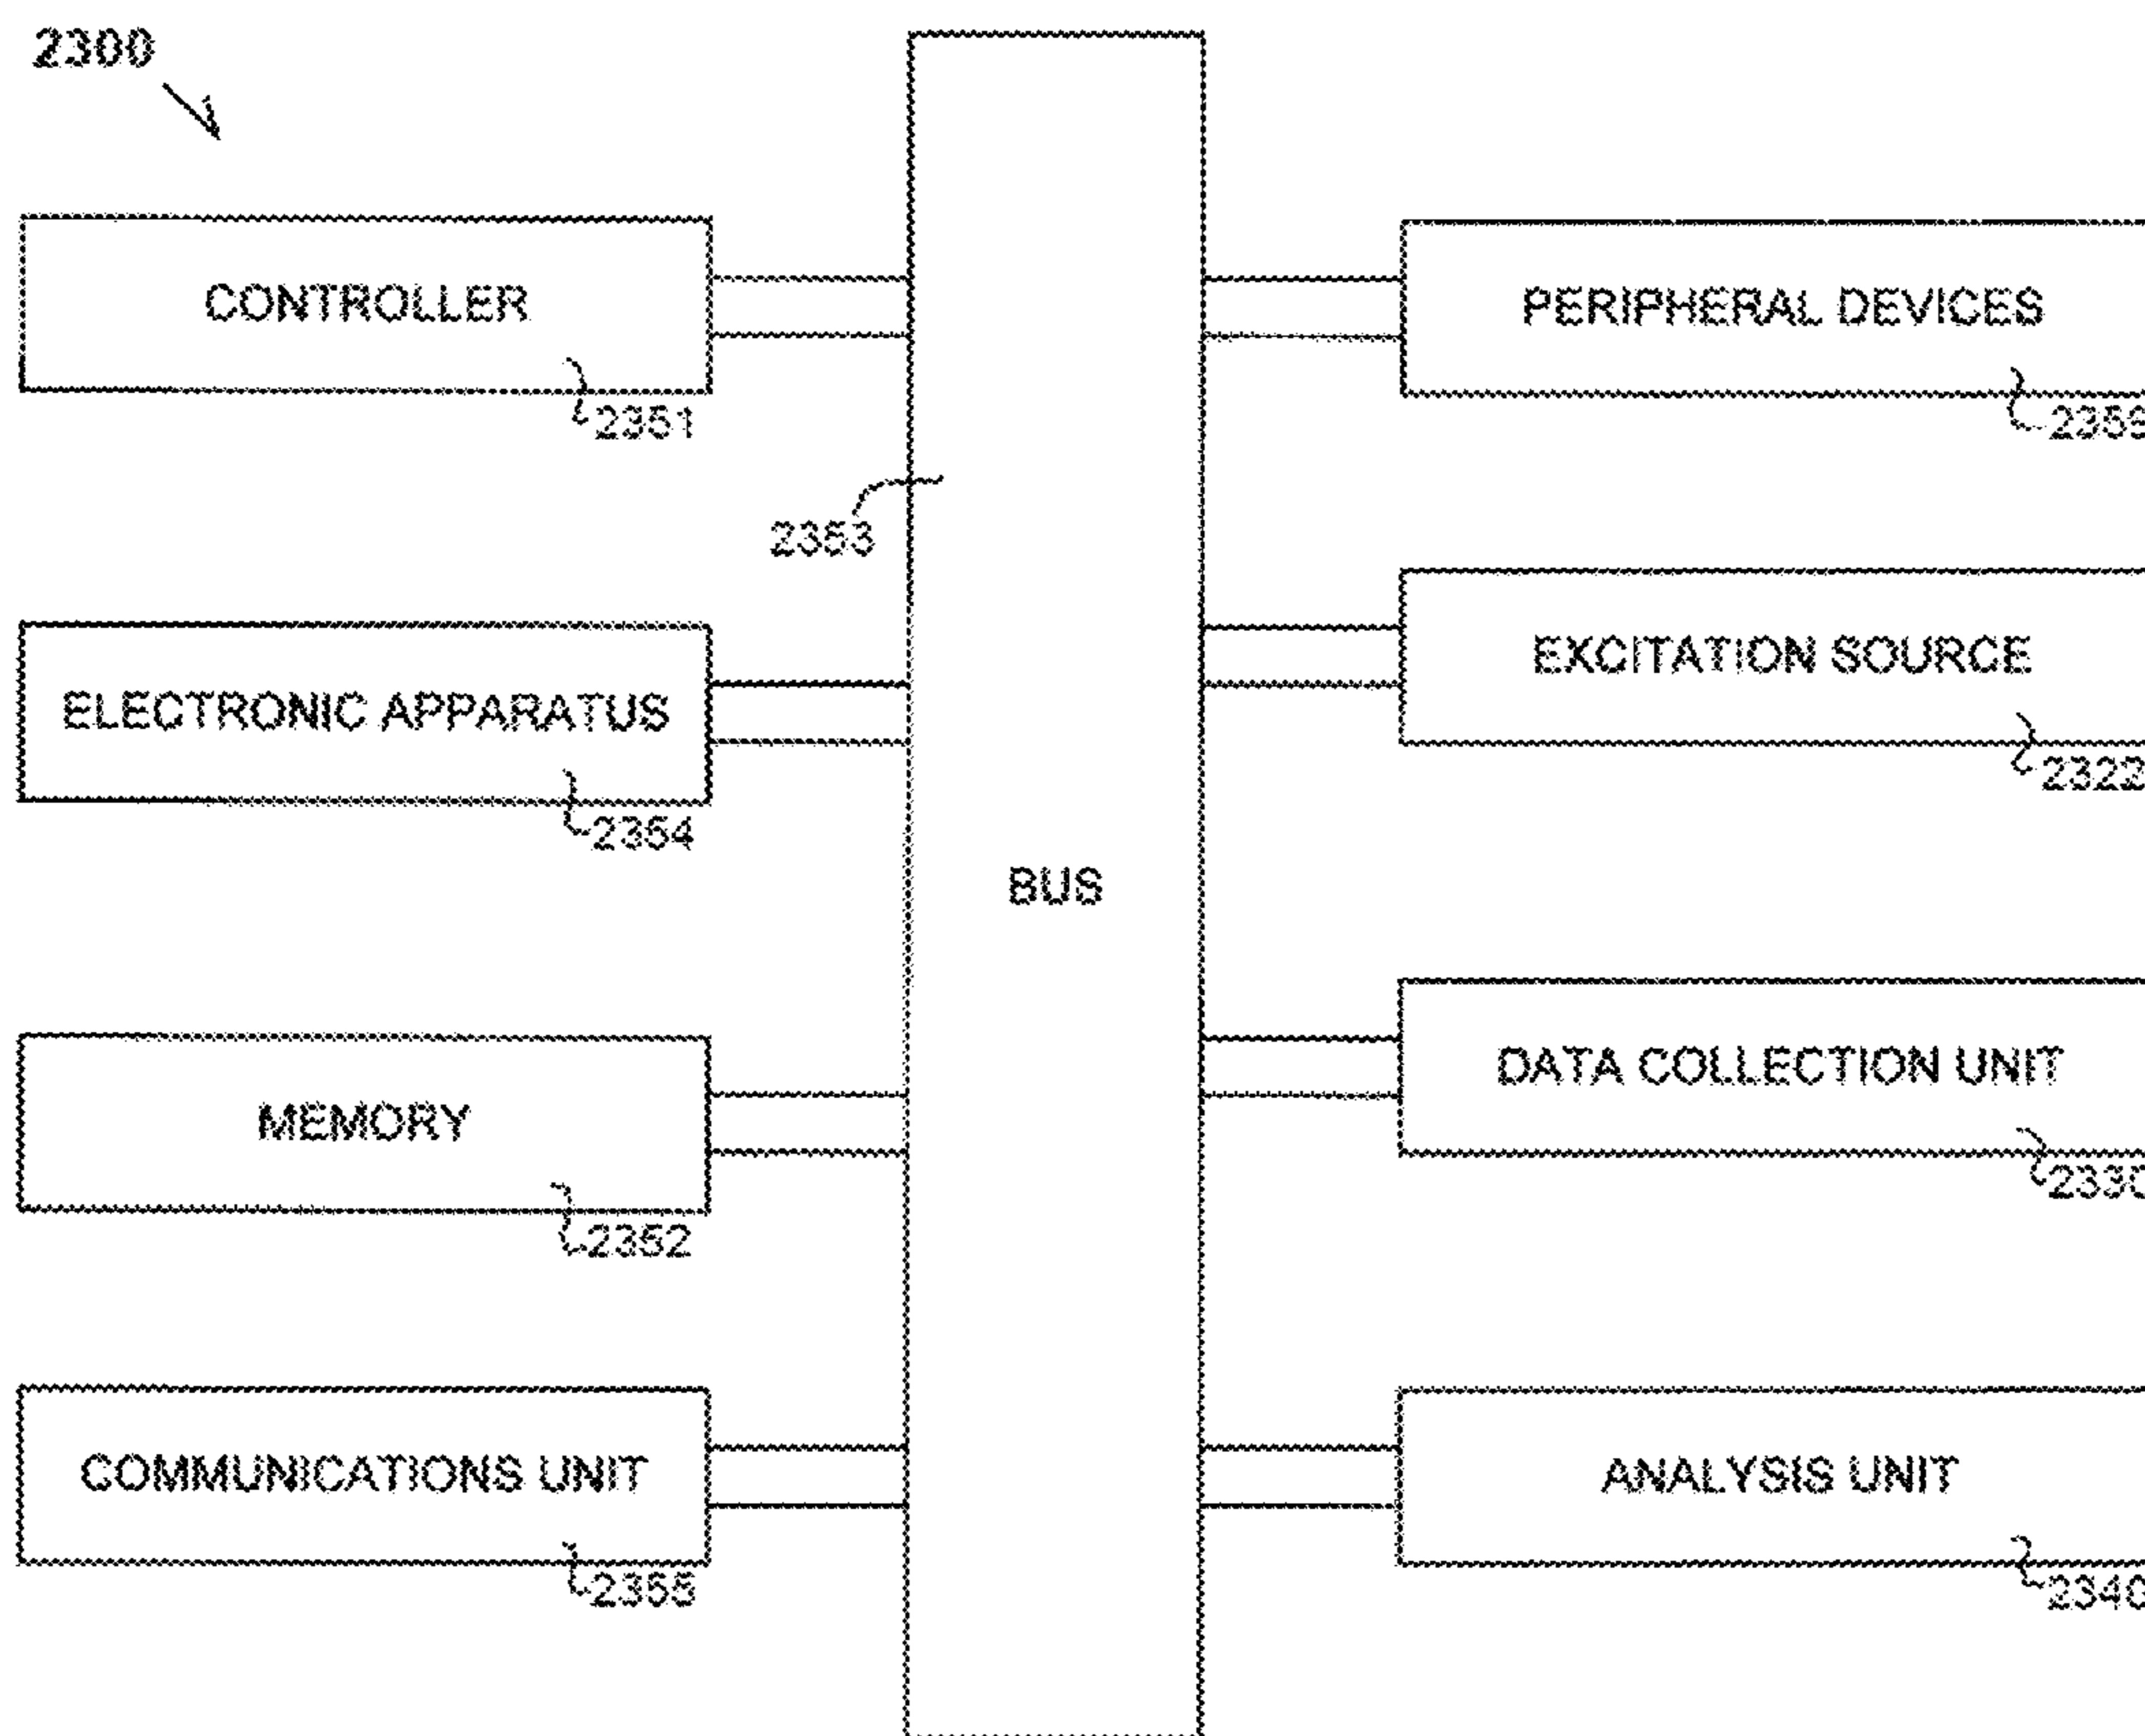 2300
CONTROLLER
2351
PERIPHERAL DEVICES
2353
EXCITATION SOURCE
2322
ELECTRONIC APPARATUS
2354
BUS
DATA COLLECTION UNIT
MEMORY
2352
COMMUNICATIONS UNIT
2355
ANALYSIS UNIT